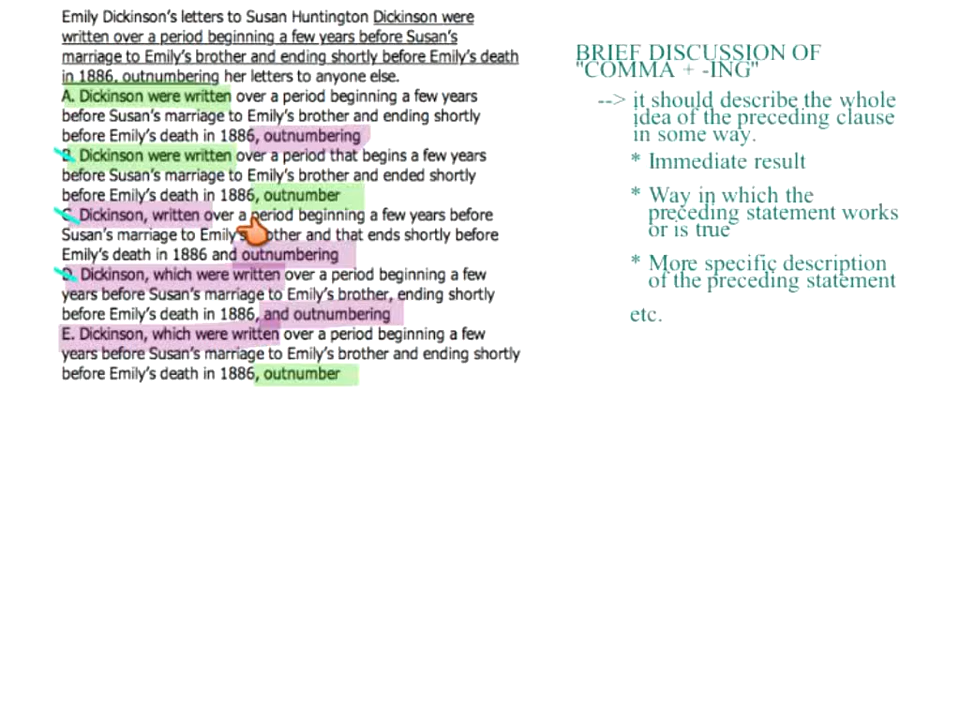 Emily Dickinson's letters to Susan Huntington Dickinson were
written over a period beginning a few years before Susan's
marriage to Emily's brother and ending shortly before Emily's death
in 1886, outnumbering her letters to anyone else.
A. Dickinson were written over a period beginning a few years
before Susan's marriage to Emily's brother and ending shortly
before Emily's death in 1886, outnumbering
B. Dickinson were written over a period that begins a few years
before Susan's marriage to Emily's brother and ended shortly
before Emily's death in 1886, outnumber
C. Dickinson, written over a period beginning a few years before
Susan's marriage to Emily's brother and that ends shortly before
Emily's death in 1886 and outnumbering
D. Dickinson, which were written over a period beginning a few
years before Susan's marriage to Emily's brother, ending shortly
before Emily's death in 1886, and outnumbering
E. Dickinson, which were written over a period beginning a few
years before Susan's marriage to Emily's brother and ending shortly
before Emily's death in 1886, outnumber
BRIEF DISCUSSION OF
"COMMA + -ING"
--> it should describe the whole
idea of the preceding clause
in some way.
* Immediate result
* Way in which the
preceding statement works
or is true
* More specific description
of the preceding statement
etc.